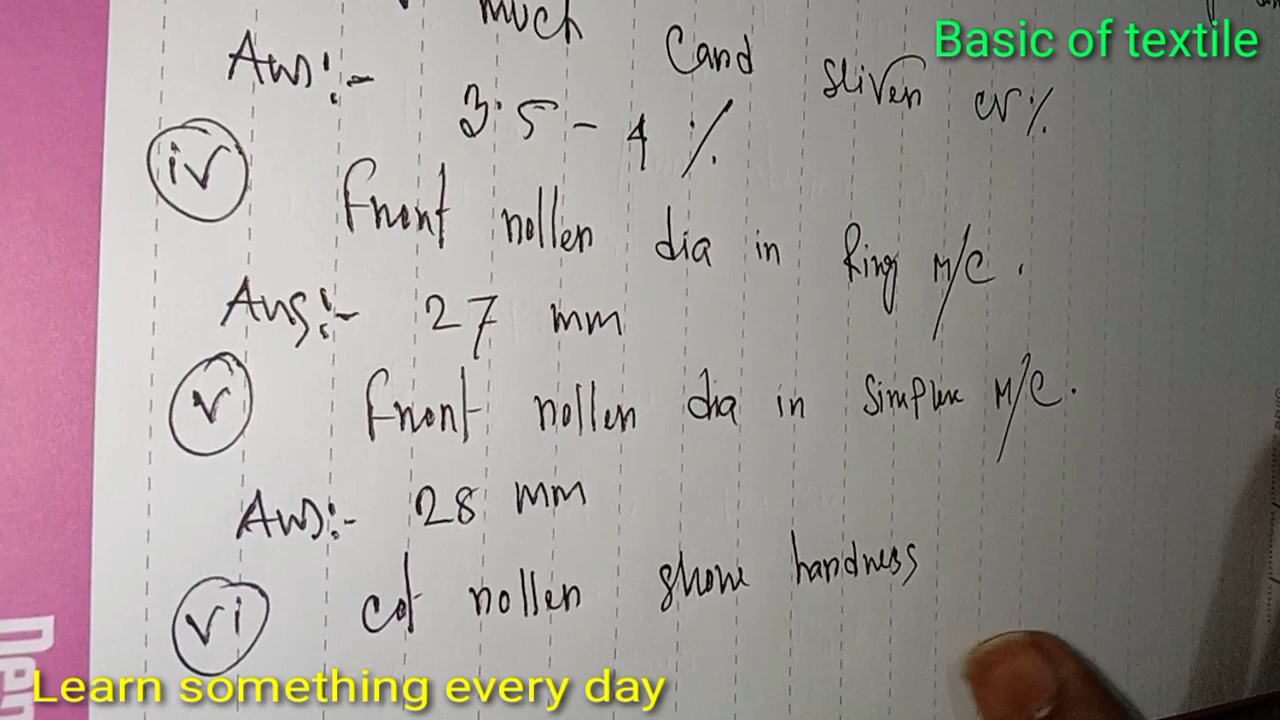 Basic of textile
much Card sliver CV%
Ans:- 3.5 - 4 %
iv Front roller dia in Ring M/C.
Ans:- 27 mm
v Front roller dia in Simplex M/C.
Ans:- 28 mm
vi cot roller shore hardness
Learn something every day